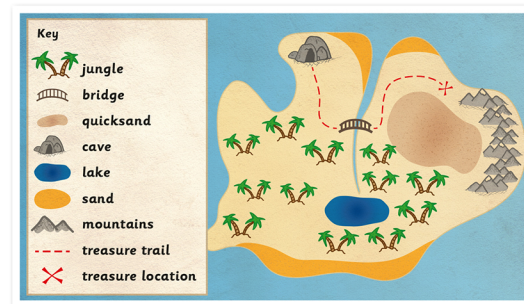 Key
jungle
bridge
quicksand
cave
lake
sand
mountains
treasure trail
treasure location